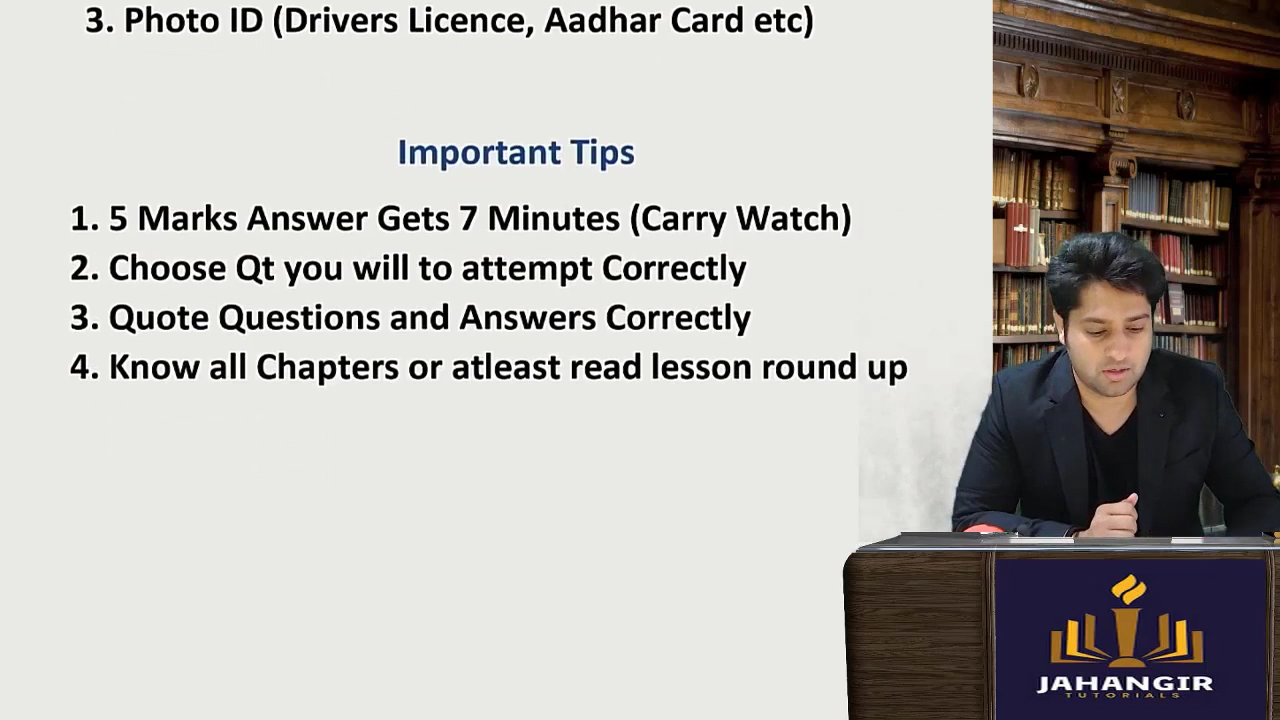 3. Photo ID (Drivers Licence, Aadhar Card etc)
Important Tips
1. 5 Marks Answer Gets 7 Minutes (Carry Watch)
2. Choose Qt you will to attempt Correctly
3. Quote Questions and Answers Correctly
4. Know all Chapters or atleast read lesson round up
JAHANGIR
TUTORIALS